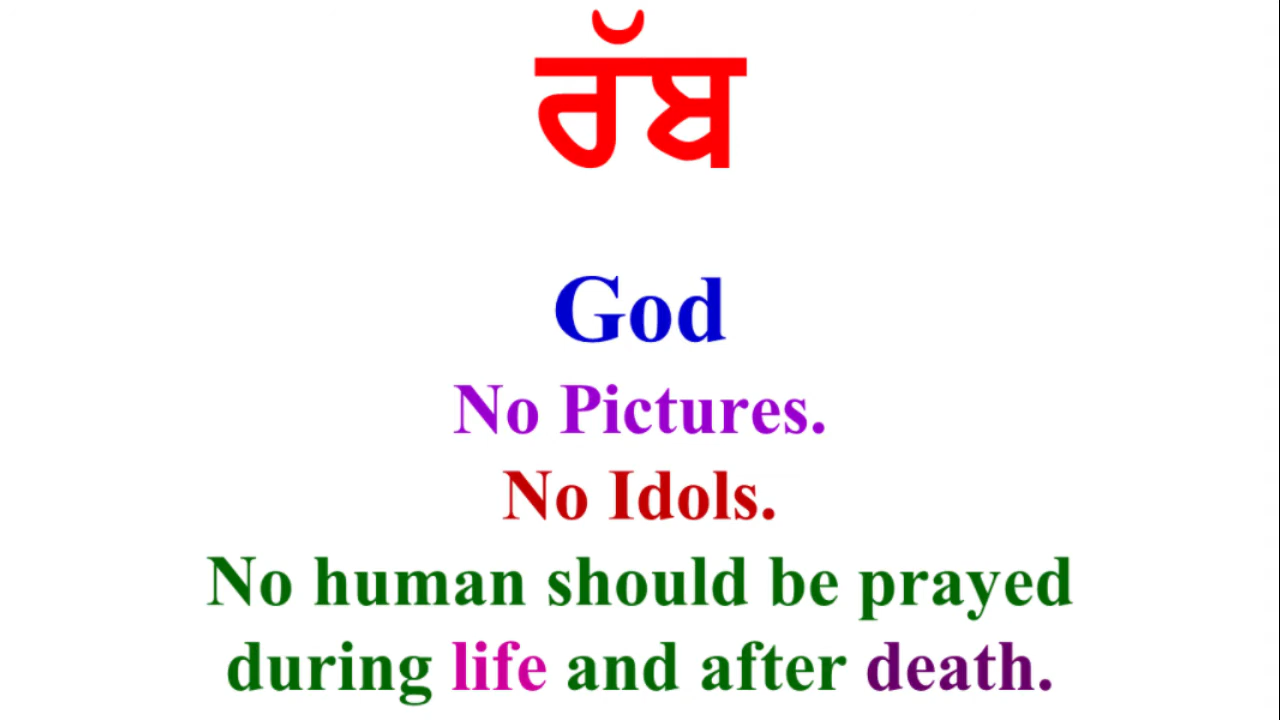 ਰੱਬ
God
No Pictures.
No Idols.
No human should be prayed
during life and after death.